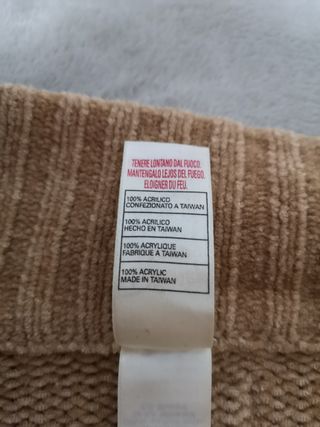 TENERE LONTANO DAL FUOCO.
MANTENGALO LEJOS DEL FUEGO.
ELOIGNER DU FEU.
100% ACRILICO
CONFEZIONATO A TAIWAN
100% ACRILICO
HECHO EN TAIWAN
100% ACRYLIQUE
FABRIQUE A TAIWAN
100% ACRYLIC
MADE IN TAIWAN